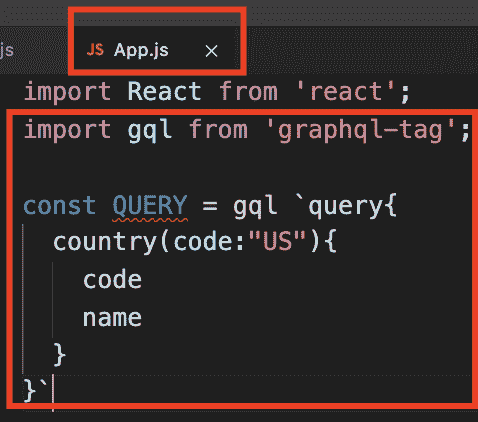 js
JS App.js ×
import React from 'react';
import gql from 'graphql-tag';
const QUERY = gql `query{
  country(code:"US"){
    code
    name
  }
}`